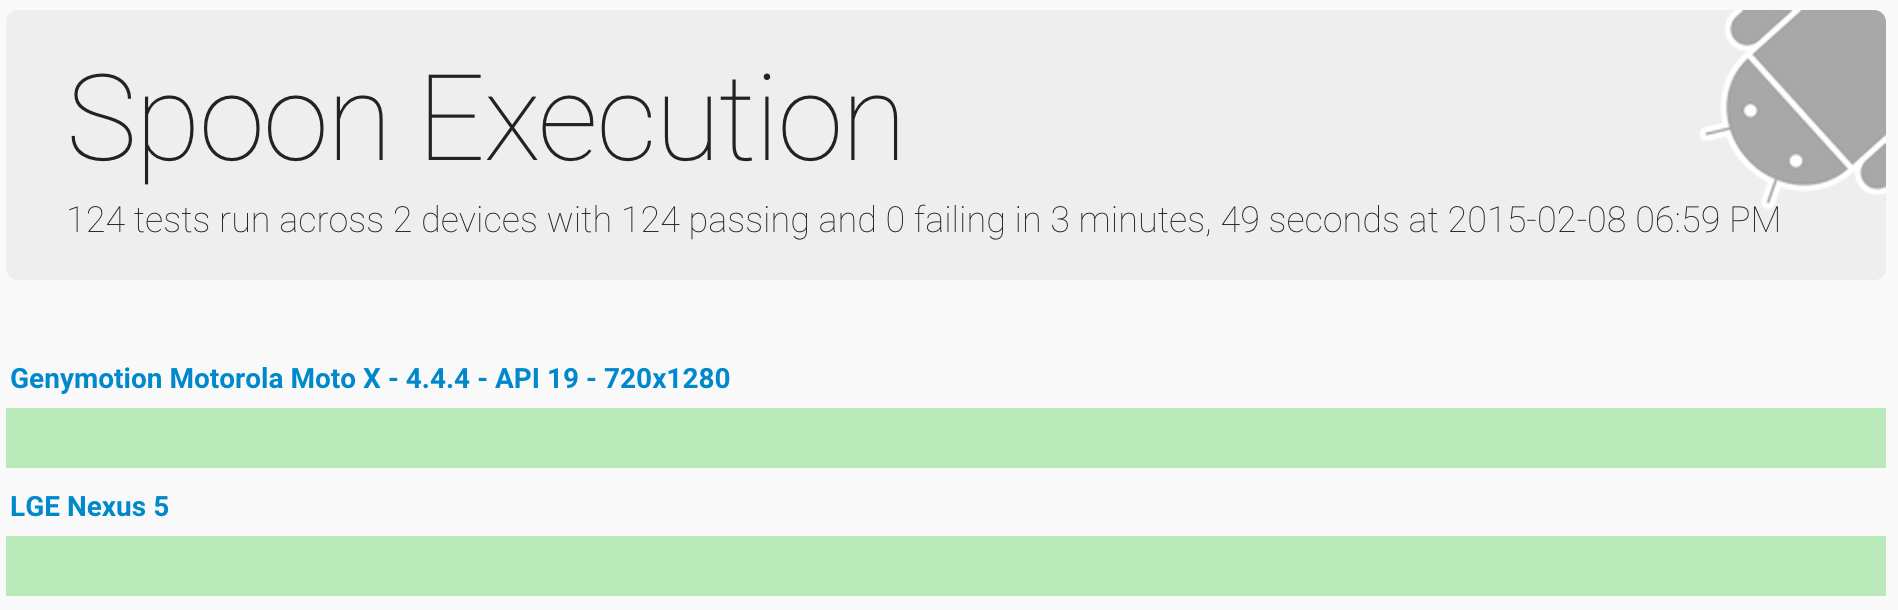 Spoon Execution
124 tests run across 2 devices with 124 passing and 0 failing in 3 minutes, 49 seconds at 2015-02-08 06:59 PM
Genymotion Motorola Moto X - 4.4.4 - API 19 - 720x1280
LGE Nexus 5